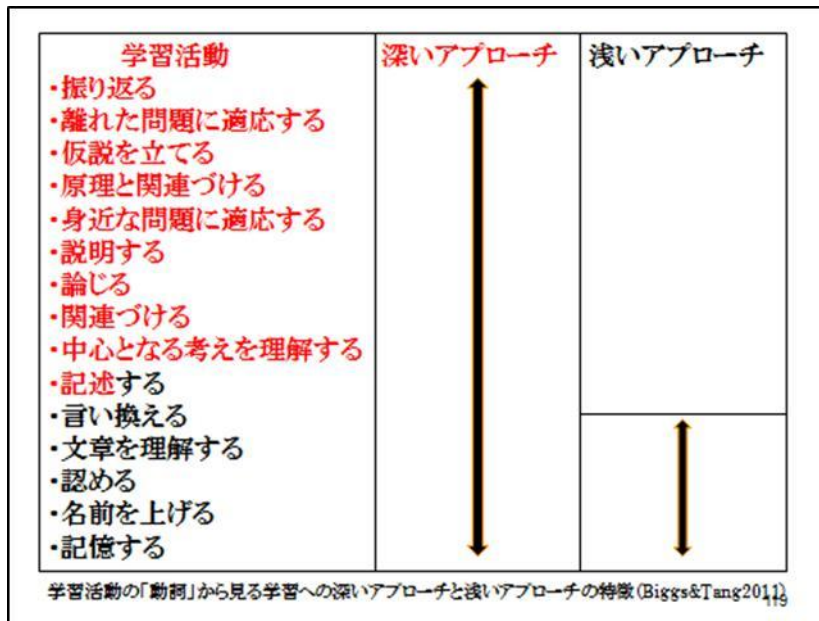 学習活動 深いアプローチ 浅いアプローチ
・振り返る
・離れた問題に適応する
・仮説を立てる
・原理と関連づける
・身近な問題に適応する
・説明する
・論じる
・関連づける
・中心となる考えを理解する
・記述する
・言い換える
・文章を理解する
・認める
・名前を上げる
・記憶する
学習活動の「動詞」から見る学習への深いアプローチと浅いアプローチの特徴(Biggs&Tang2011)
119